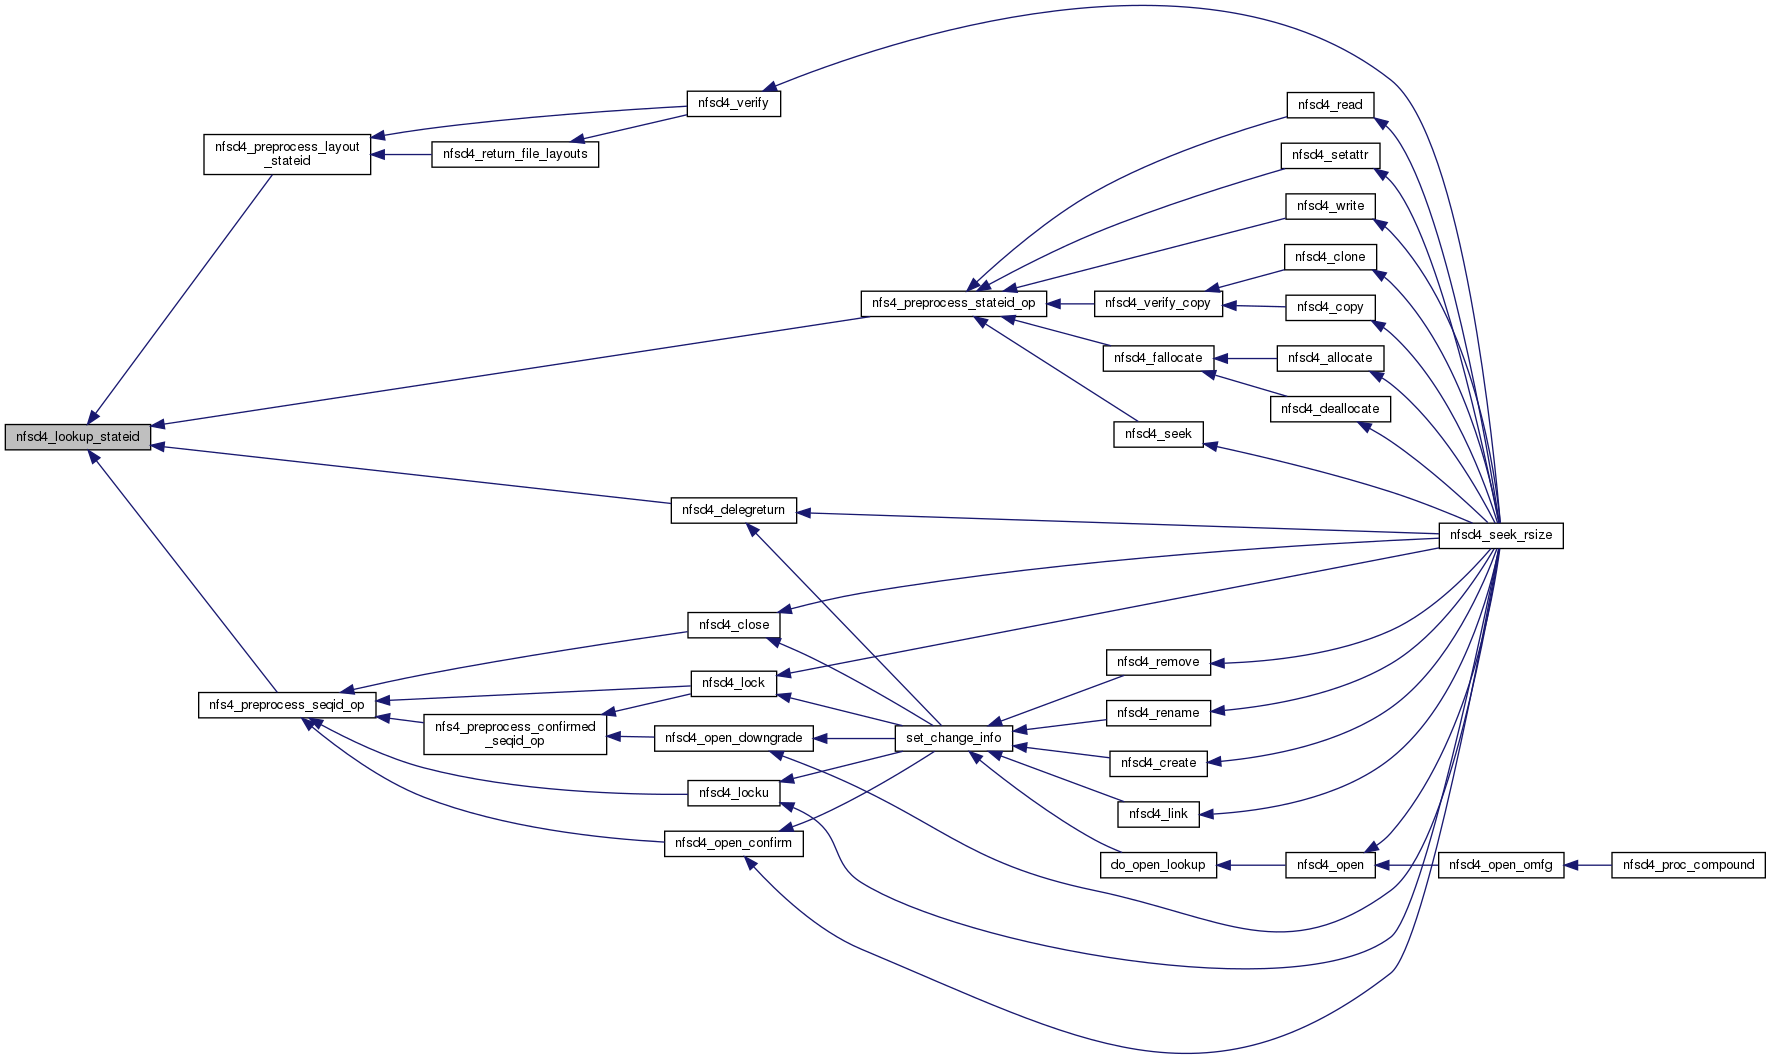 nfsd4_verify
nfsd4_read
nfsd4_preprocess_layout
_stateid
nfsd4_return_file_layouts
nfsd4_setattr
nfsd4_write
nfsd4_clone
nfs4_preprocess_stateid_op
nfsd4_verify_copy
nfsd4_copy
nfsd4_fallocate
nfsd4_allocate
nfsd4_deallocate
nfsd4_lookup_stateid
nfsd4_seek
nfsd4_delegreturn
nfsd4_seek_rsize
nfsd4_close
nfsd4_remove
nfsd4_lock
nfs4_preprocess_seqid_op
nfsd4_rename
nfs4_preprocess_confirmed
_seqid_op
nfsd4_open_downgrade
set_change_info
nfsd4_create
nfsd4_locku
nfsd4_link
nfsd4_open_confirm
do_open_lookup
nfsd4_open
nfsd4_open_omfg
nfsd4_proc_compound